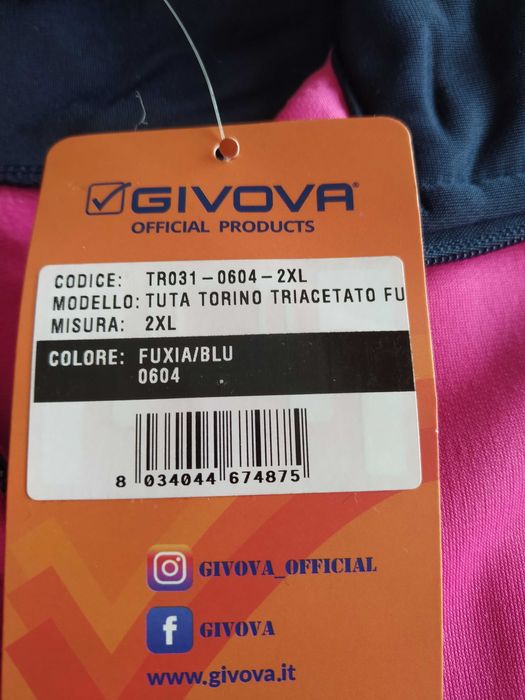 GIVOVA®
OFFICIAL PRODUCTS
CODICE: TR031-0604-2XL
MODELLO: TUTA TORINO TRIACETATO FU
MISURA: 2XL
COLORE: FUXIA/BLU
0604
8 034044 674875
GIVOVA_OFFICIAL
f GIVOVA
www.givova.it